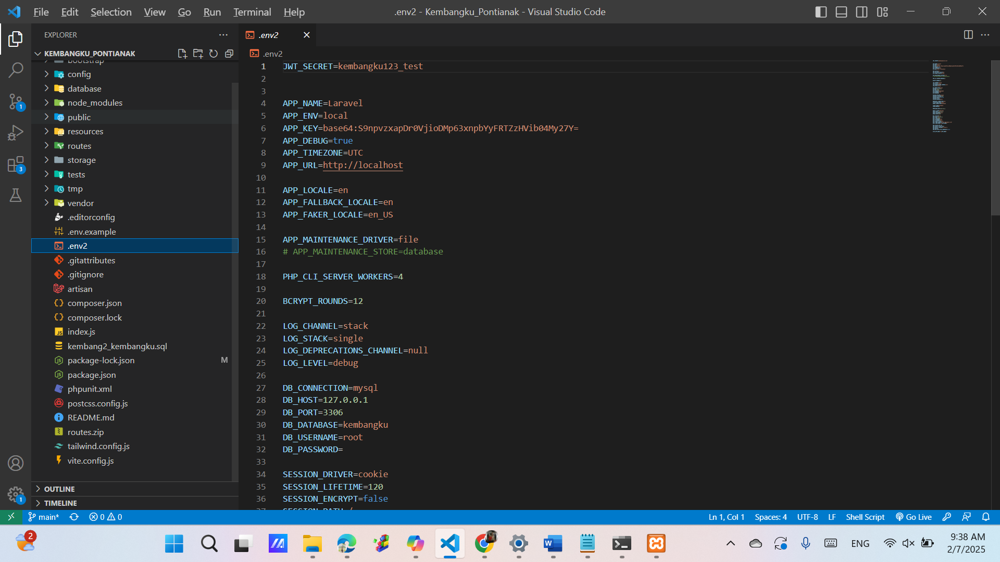 File Edit Selection View Go Run Terminal Help
.env2 - Kembangku_Pontianak - Visual Studio Code
EXPLORER
KEMBANGKU_PONTIANAK
bootstrap
config
database
node_modules
public
resources
routes
storage
tests
tmp
vendor
.editorconfig
.env.example
.env2
.gitattributes
.gitignore
artisan
composer.json
composer.lock
index.js
kembang2_kembangku.sql
package-lock.json M
package.json
phpunit.xml
postcss.config.js
README.md
routes.zip
tailwind.config.js
vite.config.js
OUTLINE
TIMELINE
1
3
1
.env2
.env2
1 JWT_SECRET=kembangku123_test
2
3
4 APP_NAME=Laravel
5 APP_ENV=local
6 APP_KEY=base64:S9npvzxapDr0VjioDMp63xnpbYyFRTZzHVib04My27Y=
7 APP_DEBUG=true
8 APP_TIMEZONE=UTC
9 APP_URL=http://localhost
10
11 APP_LOCALE=en
12 APP_FALLBACK_LOCALE=en
13 APP_FAKER_LOCALE=en_US
14
15 APP_MAINTENANCE_DRIVER=file
16 # APP_MAINTENANCE_STORE=database
17
18 PHP_CLI_SERVER_WORKERS=4
19
20 BCRYPT_ROUNDS=12
21
22 LOG_CHANNEL=stack
23 LOG_STACK=single
24 LOG_DEPRECATIONS_CHANNEL=null
25 LOG_LEVEL=debug
26
27 DB_CONNECTION=mysql
28 DB_HOST=127.0.0.1
29 DB_PORT=3306
30 DB_DATABASE=kembangku
31 DB_USERNAME=root
32 DB_PASSWORD=
33
34 SESSION_DRIVER=cookie
35 SESSION_LIFETIME=120
36 SESSION_ENCRYPT=false
37 SESSION_PATH=/
main* 0 0
Ln 1, Col 1 Spaces: 4 UTF-8 LF Shell Script Go Live
2
ENG
9:38 AM
2/7/2025